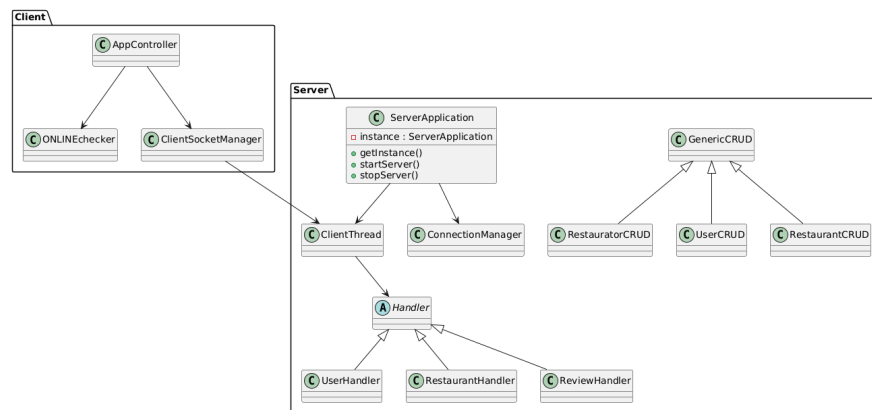 Client
C AppController
C ONLINEchecker
C ClientSocketManager
Server
C ServerApplication
instance : ServerApplication
getInstance()
startServer()
stopServer()
C GenericCRUD
C ClientThread
C ConnectionManager
C RestauratorCRUD
C UserCRUD
C RestaurantCRUD
A Handler
C UserHandler
C RestaurantHandler
C ReviewHandler